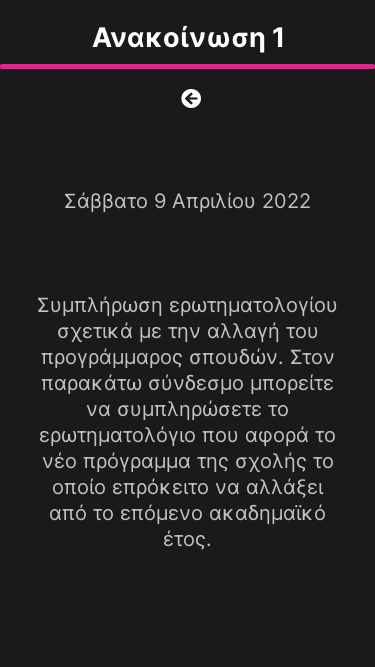 Ανακοίνωση 1
Σάββατο 9 Απριλίου 2022
Συμπλήρωση ερωτηματολογίου
σχετικά με την αλλαγή του
προγράμμαρος σπουδών. Στον
παρακάτω σύνδεσμο μπορείτε
να συμπληρώσετε το
ερωτηματολόγιο που αφορά το
νέο πρόγραμμα της σχολής το
οποίο επρόκειτο να αλλάξει
από το επόμενο ακαδημαϊκό
έτος.